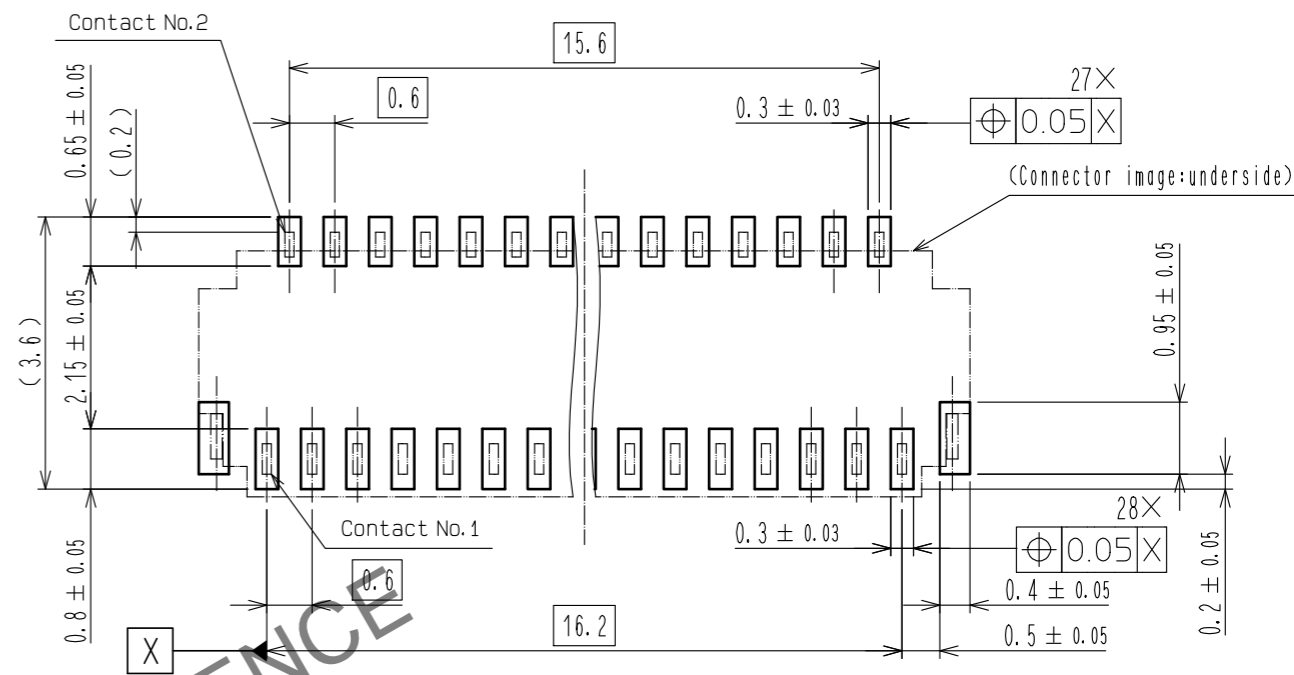 Contact No.2
15.6
0.6
0.3 ± 0.03
27X
⌖ 0.05 X
(Connector image:underside)
0.65 ± 0.05
(0.2)
(3.6)
2.15 ± 0.05
0.8 ± 0.05
0.95 ± 0.05
Contact No.1
0.3 ± 0.03
28X
⌖ 0.05 X
0.6
16.2
X
0.4 ± 0.05
0.5 ± 0.05
0.2 ± 0.05
ENCE